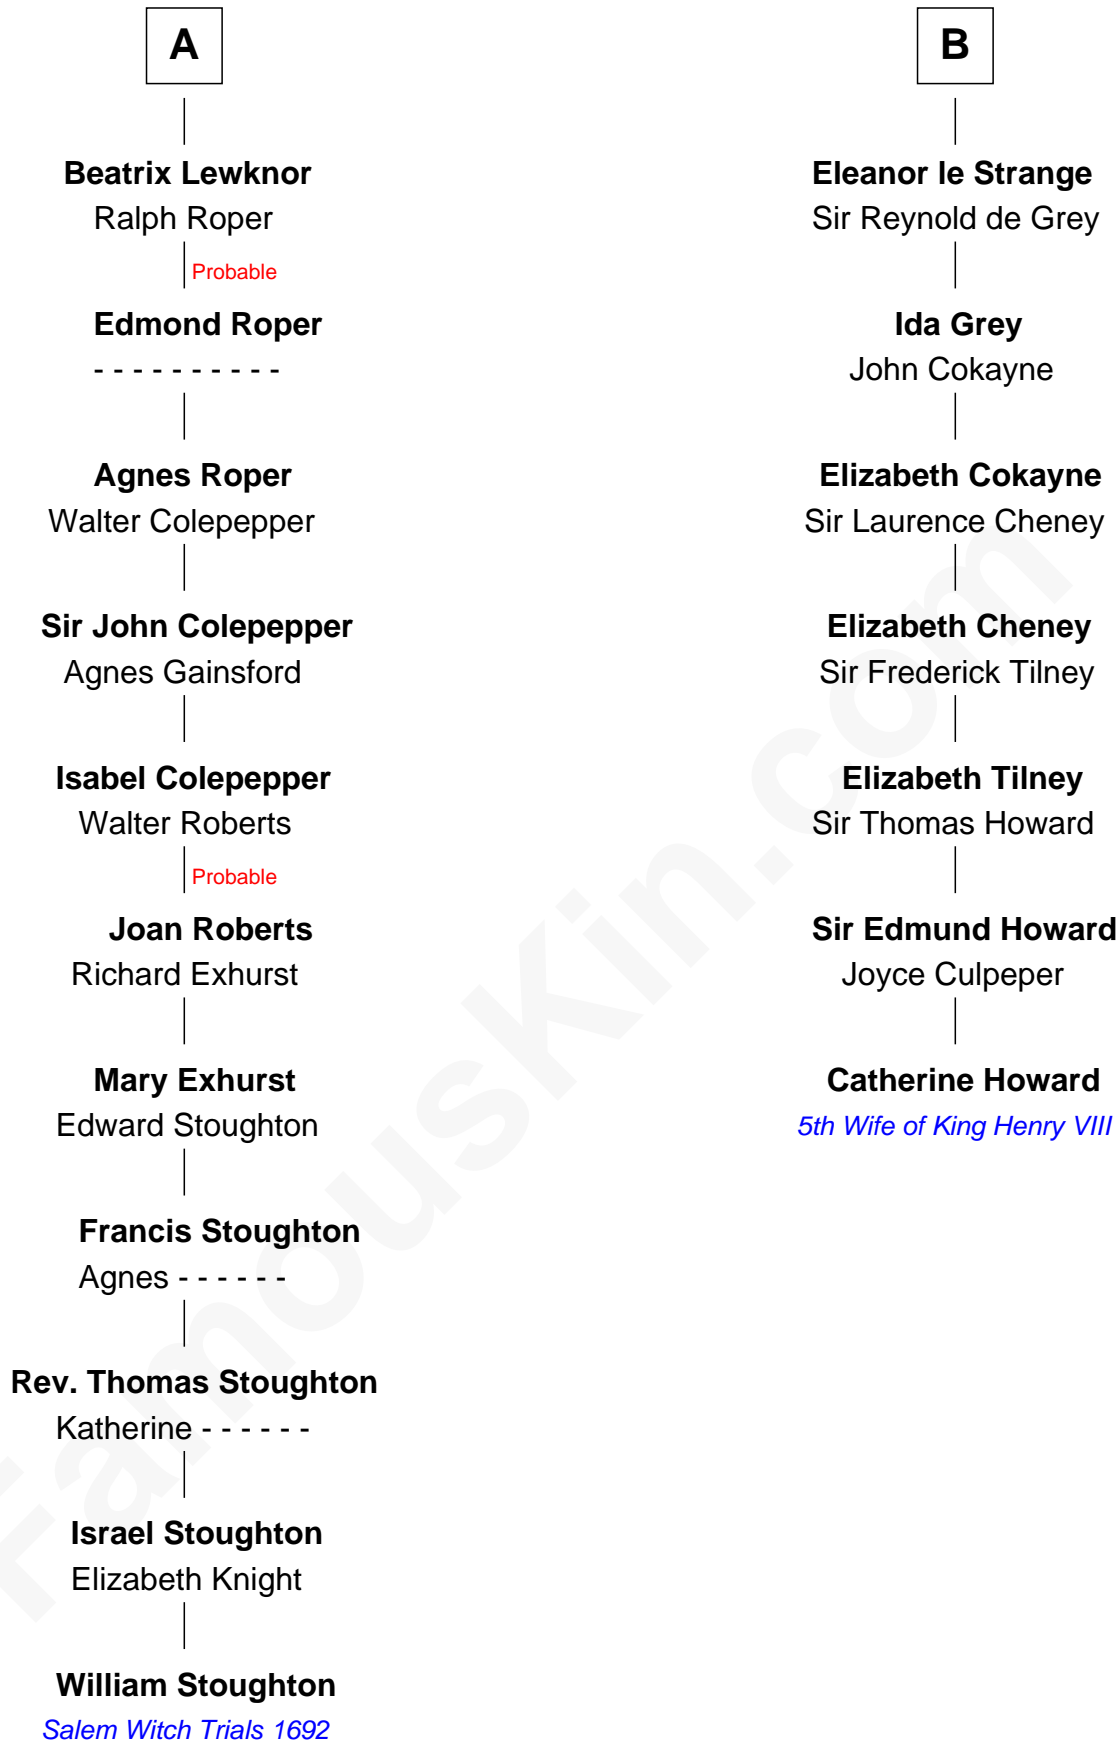 A
Beatrix Lewknor
Ralph Roper
Probable
Edmond Roper
- - - - - - - - - -
Agnes Roper
Walter Colepepper
Sir John Colepepper
Agnes Gainsford
Isabel Colepepper
Walter Roberts
Probable
Joan Roberts
Richard Exhurst
Mary Exhurst
Edward Stoughton
Francis Stoughton
Agnes - - - - - -
Rev. Thomas Stoughton
Katherine - - - - - -
Israel Stoughton
Elizabeth Knight
William Stoughton
Salem Witch Trials 1692
B
Eleanor le Strange
Sir Reynold de Grey
Ida Grey
John Cokayne
Elizabeth Cokayne
Sir Laurence Cheney
Elizabeth Cheney
Sir Frederick Tilney
Elizabeth Tilney
Sir Thomas Howard
Sir Edmund Howard
Joyce Culpeper
Catherine Howard
5th Wife of King Henry VIII
FamousKin.com